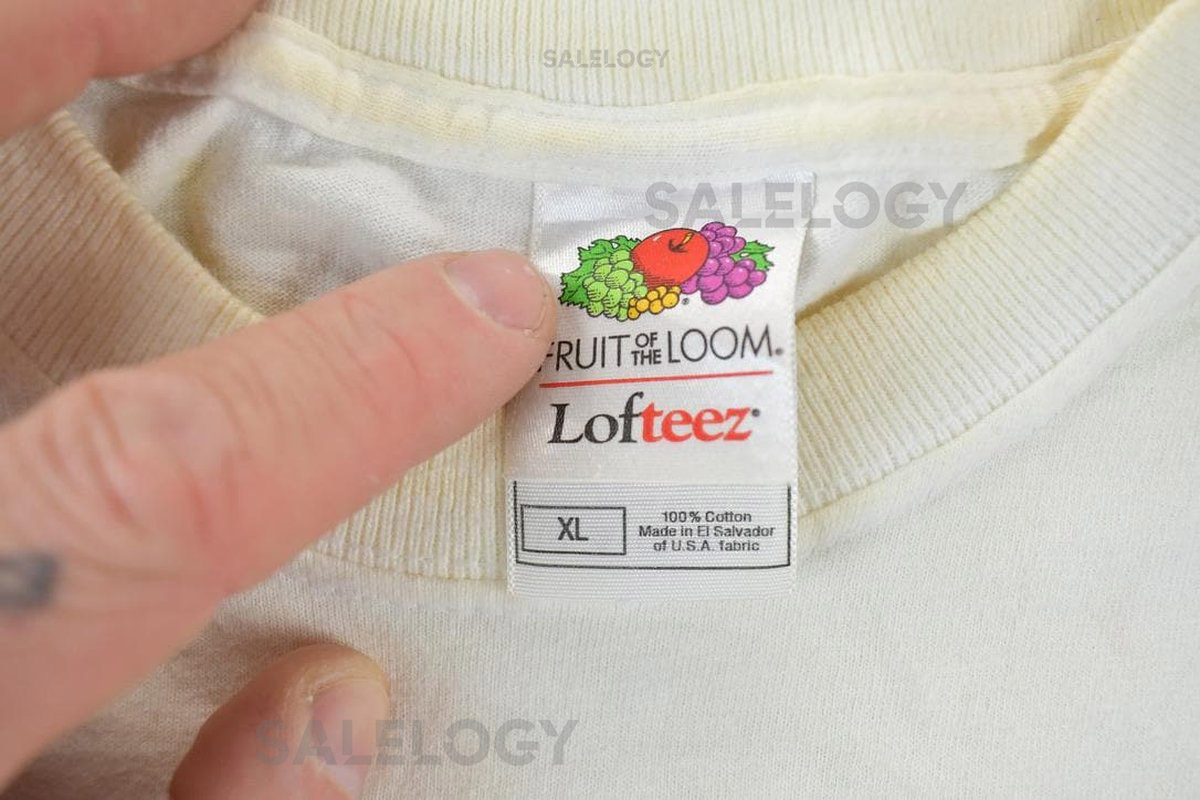 SALELOGY
SALELOGY
FRUIT OF THE LOOM®
Lofteez®
XL
100% Cotton
Made in El Salvador
of U.S.A. fabric
SALELOGY